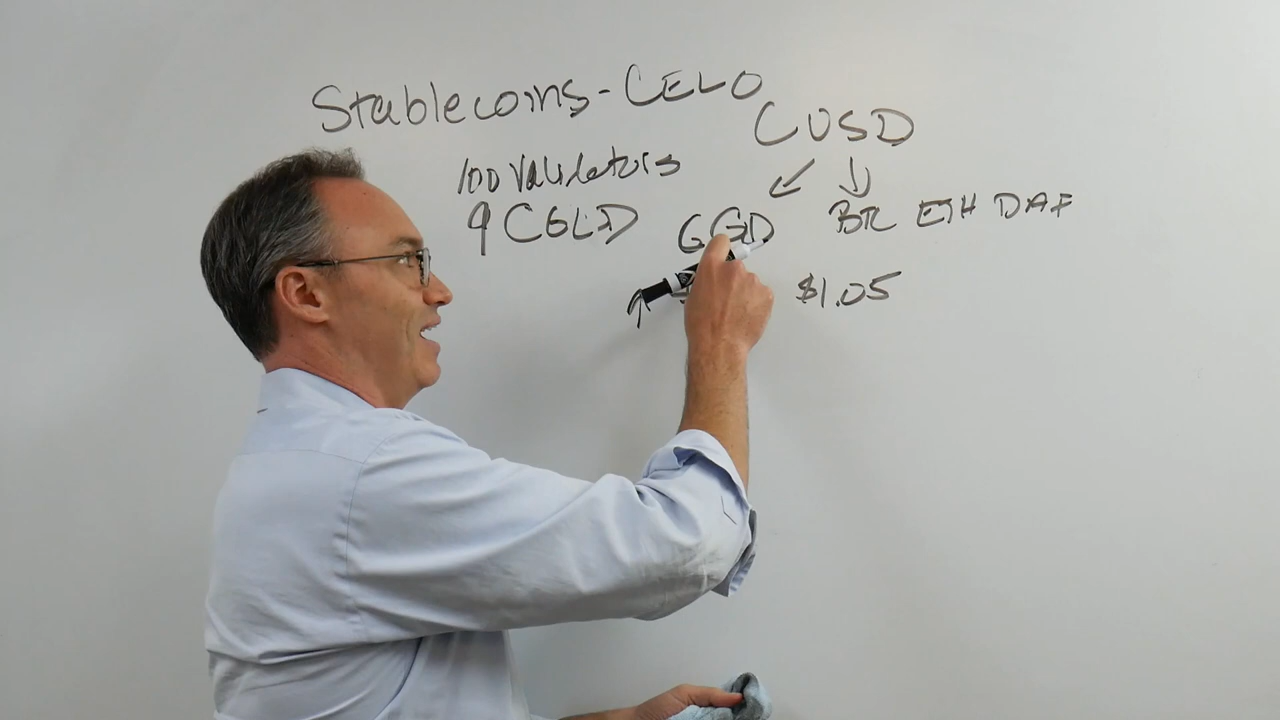 Stablecoins - CELO
CUSD
100 Validators
9 CGLD
BTC ETH DAI
$1.05